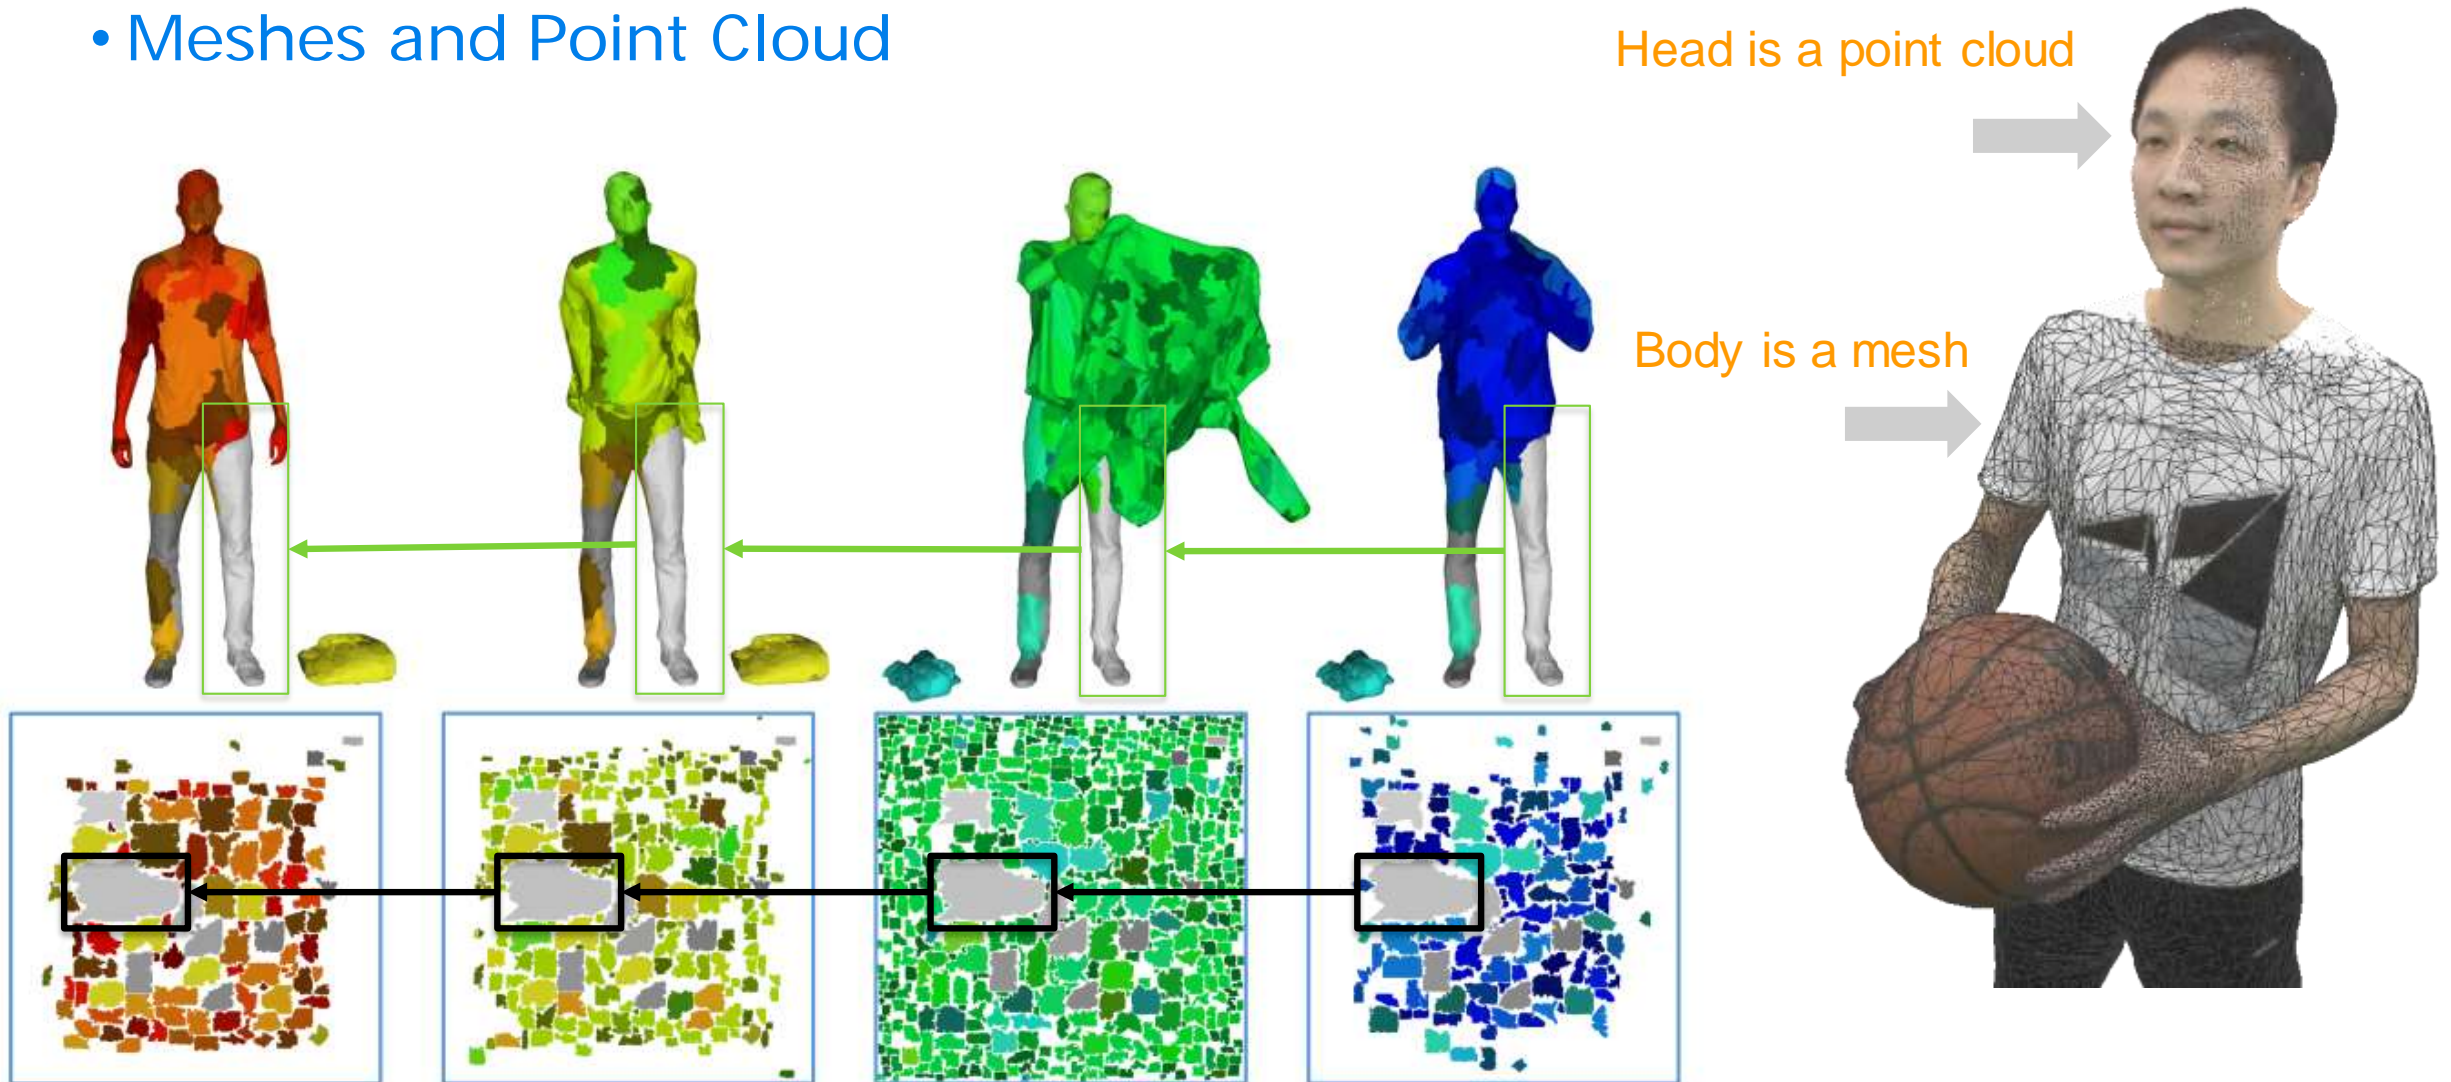 • Meshes and Point Cloud
Head is a point cloud
Body is a mesh